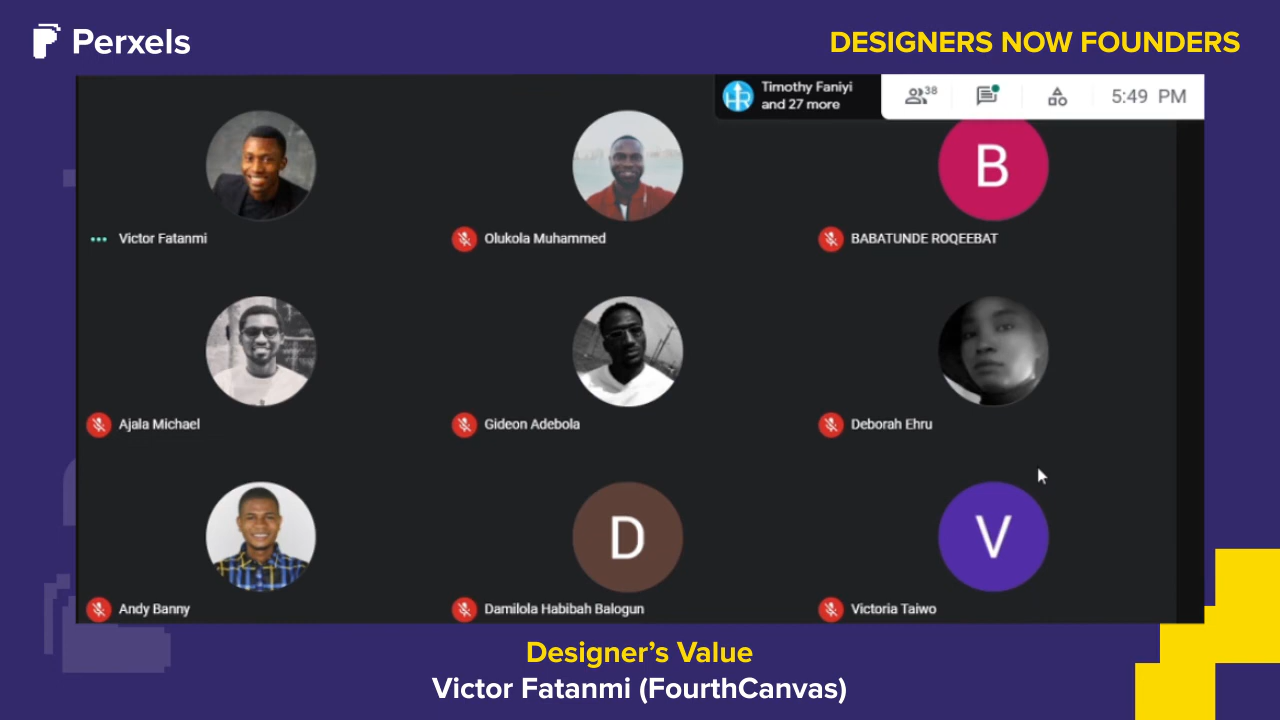 Perxels
DESIGNERS NOW FOUNDERS
HR
Timothy Faniyi
and 27 more
38
5:49 PM
B
Victor Fatanmi
Olukola Muhammed
BABATUNDE ROQEEBAT
Ajala Michael
Gideon Adebola
Deborah Ehru
D
V
Andy Banny
Damilola Habibah Balogun
Victoria Taiwo
Designer’s Value
Victor Fatanmi (FourthCanvas)